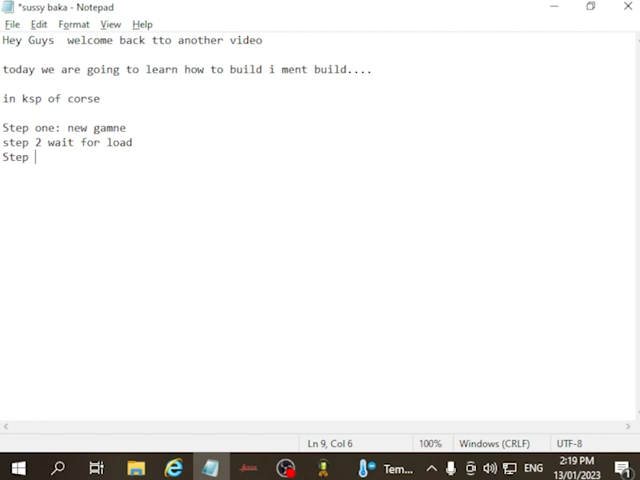 *sussy baka - Notepad
File Edit Format View Help
Hey Guys  welcome back tto another video
today we are going to learn how to build i ment build....
in ksp of corse
Step one: new gamne
step 2 wait for load
Step
Ln 9, Col 6 100% Windows (CRLF) UTF-8
Tem... ENG 2:19 PM
13/01/2023 1